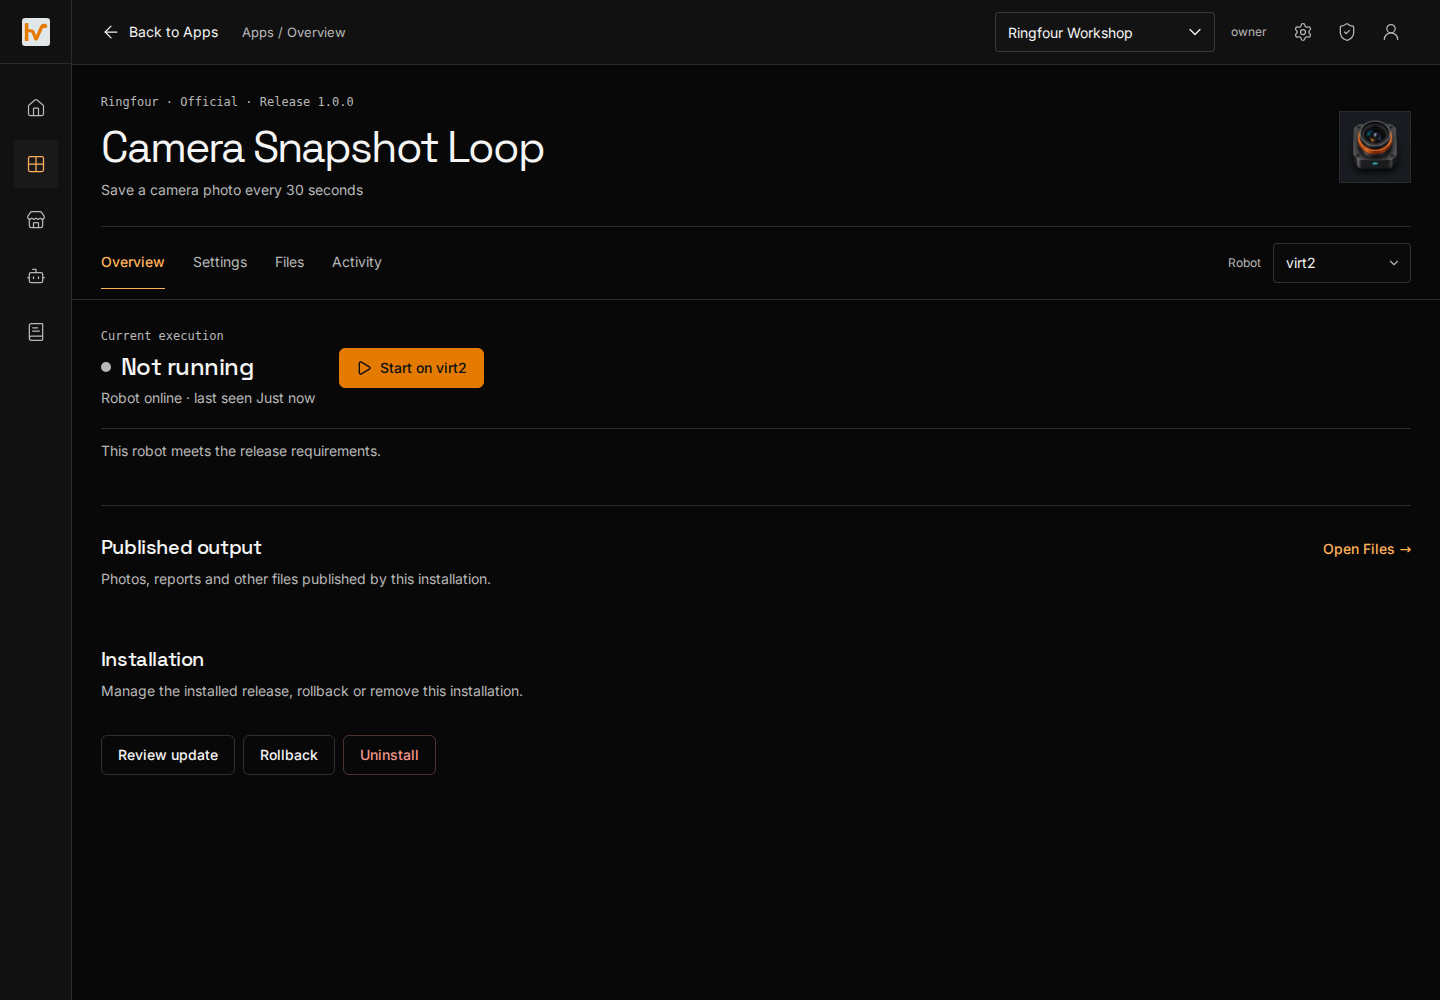 Back to Apps
Apps / Overview
Ringfour Workshop
owner
Ringfour · Official · Release 1.0.0
Camera Snapshot Loop
Save a camera photo every 30 seconds
Overview
Settings
Files
Activity
Robot
virt2
Current execution
Not running
Start on virt2
Robot online · last seen Just now
This robot meets the release requirements.
Published output
Open Files →
Photos, reports and other files published by this installation.
Installation
Manage the installed release, rollback or remove this installation.
Review update
Rollback
Uninstall